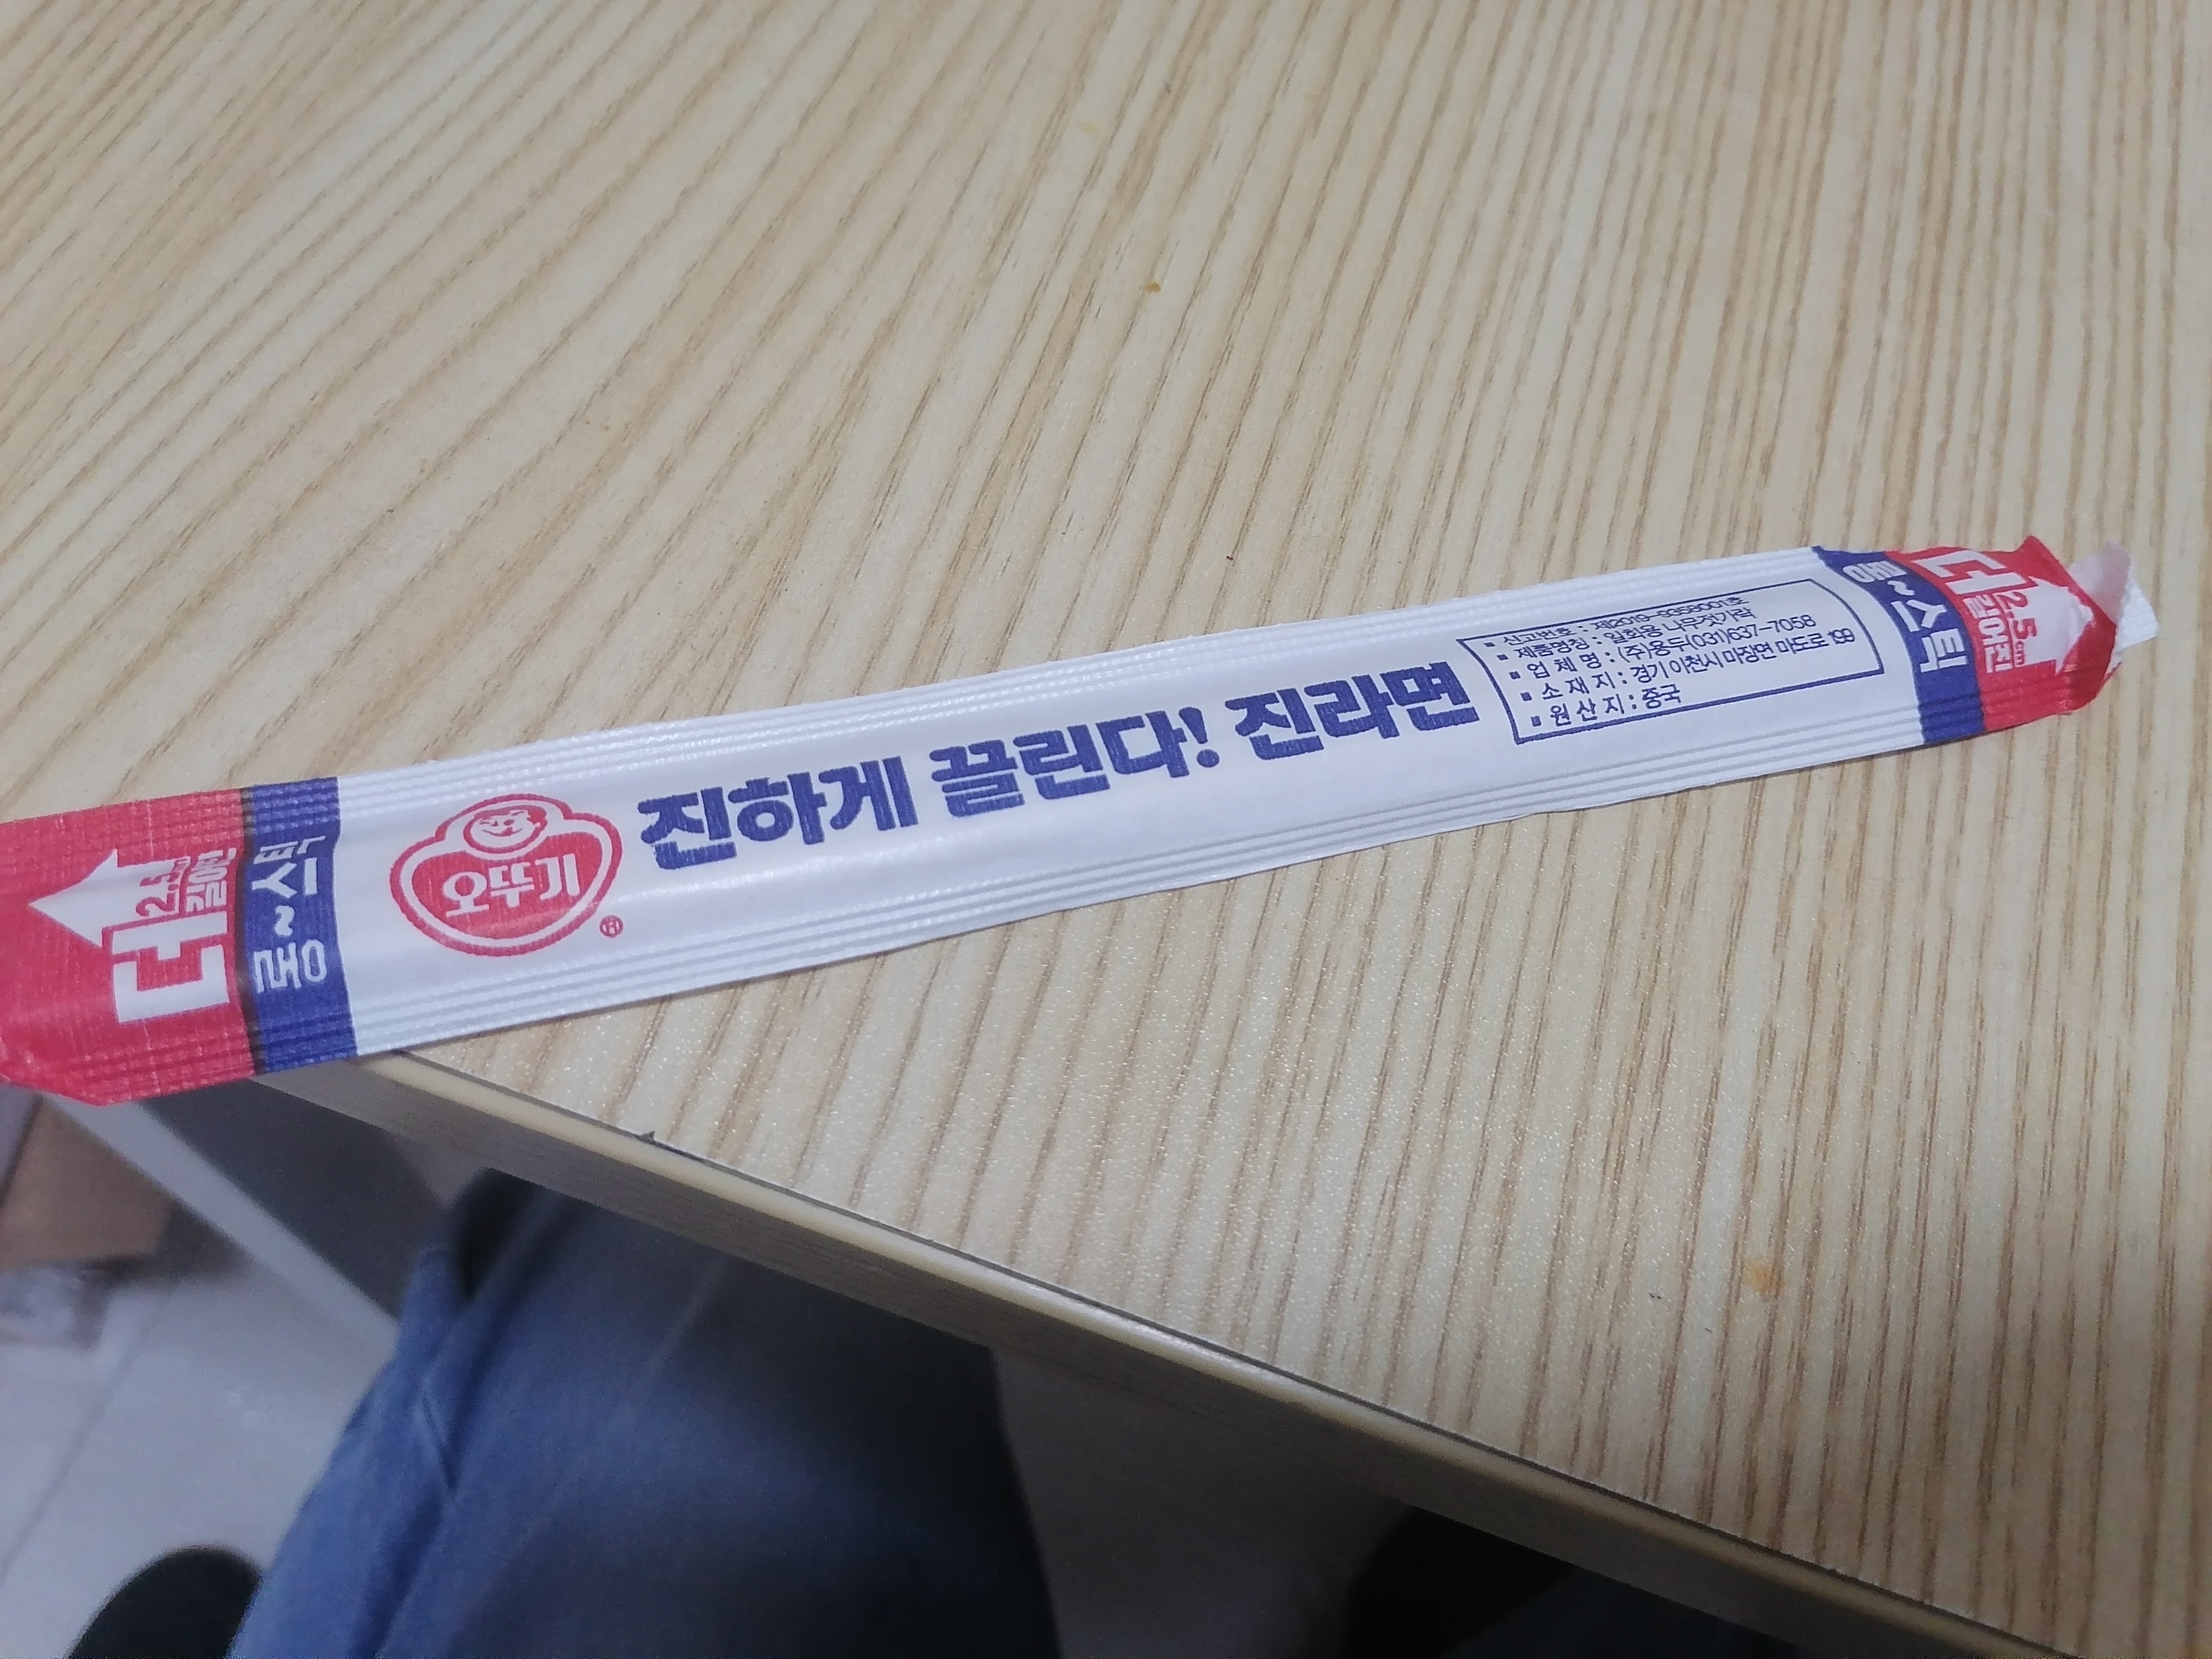 더
2.5cm
길어진
롱~스틱
오뚜기
®
진하게 끓린다! 진라면
▪ 신고번호 : 제2019-9358001호
▪ 제품명칭 : 일회용 나무젓가락
▪ 업 체 명 : (주)용두(031)637-7058
▪ 소 재 지 : 경기 이천시 마장면 마도로 199
▪ 원 산 지 : 중국
롱~스틱
더
2.5cm
길어진